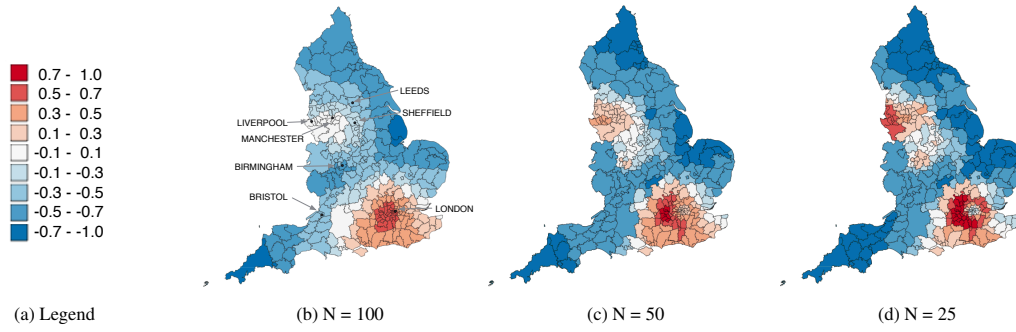 0.7 - 1.0
0.5 - 0.7
0.3 - 0.5
0.1 - 0.3
-0.1 - 0.1
-0.1 - -0.3
-0.3 - -0.5
-0.5 - -0.7
-0.7 - -1.0
LEEDS
SHEFFIELD
LIVERPOOL
MANCHESTER
BIRMINGHAM
BRISTOL
LONDON
(a) Legend
(b) N = 100
(c) N = 50
(d) N = 25